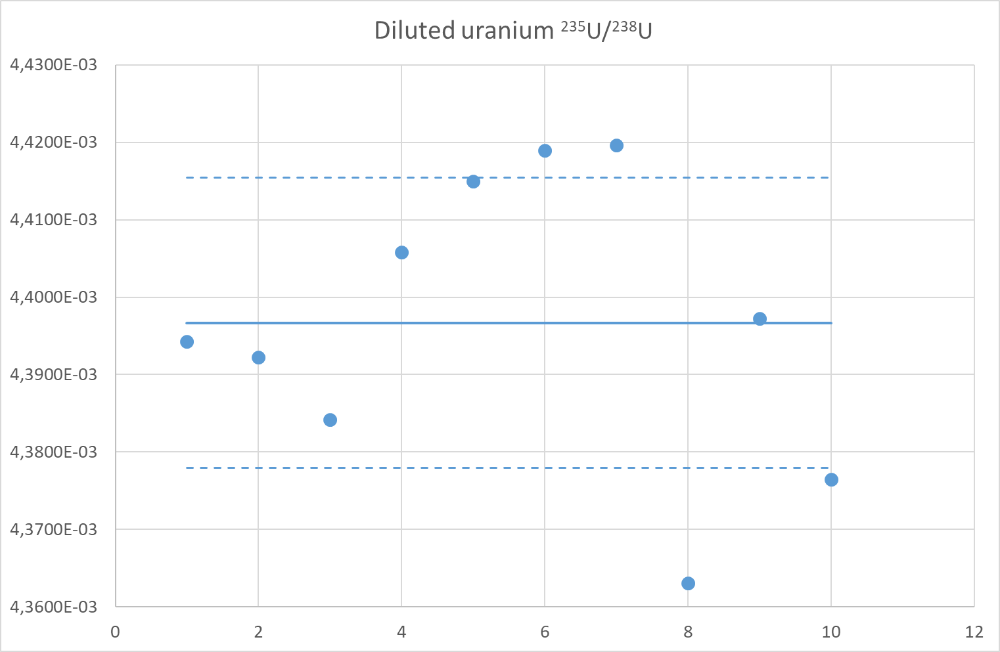 Diluted uranium ²³⁵U/²³⁸U
4,4300E-03
4,4200E-03
4,4100E-03
4,4000E-03
4,3900E-03
4,3800E-03
4,3700E-03
4,3600E-03
0 2 4 6 8 10 12